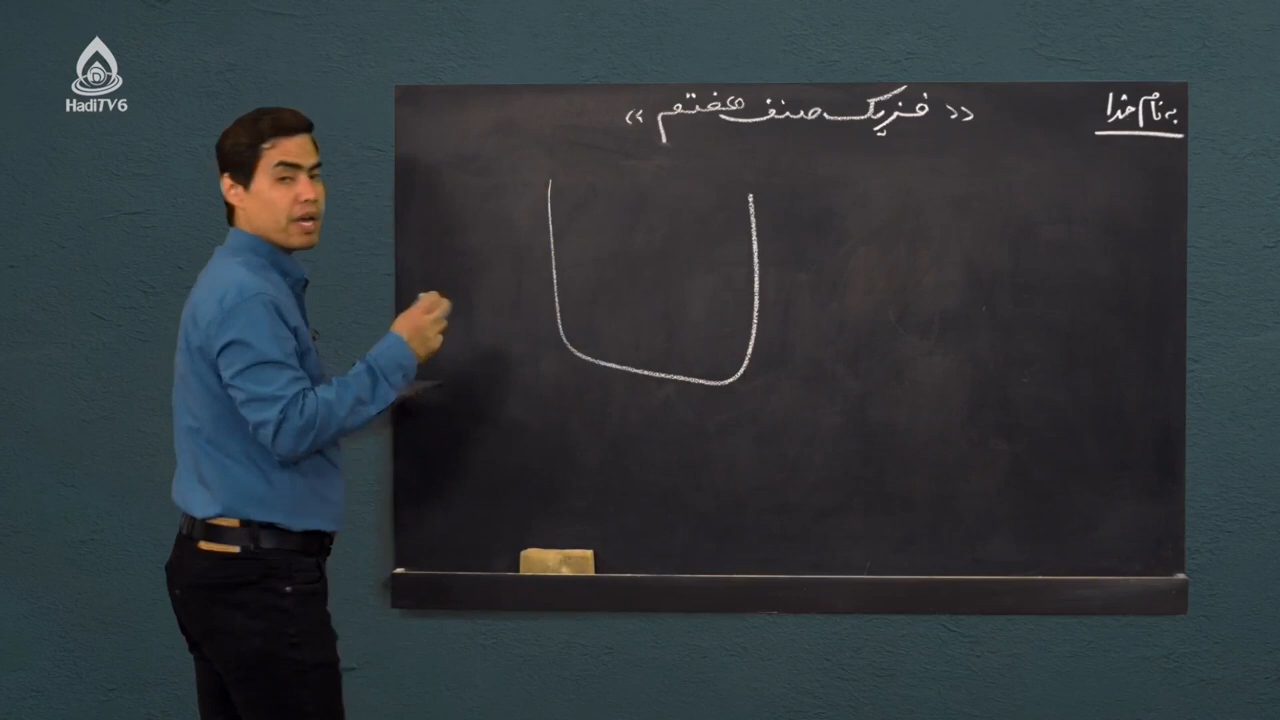 به نام خدا
« فزیک صنف هفتم »
HadiTV6